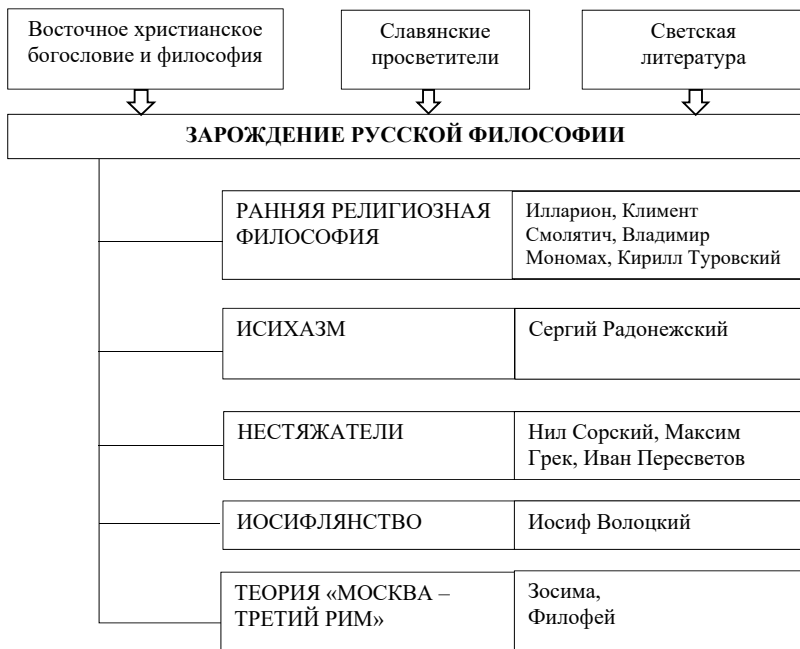 Восточное христианское
богословие и философия
Славянские
просветители
Светская
литература
ЗАРОЖДЕНИЕ РУССКОЙ ФИЛОСОФИИ
РАННЯЯ РЕЛИГИОЗНАЯ
ФИЛОСОФИЯ
Илларион, Климент
Смолятич, Владимир
Мономах, Кирилл Туровский
ИСИХАЗМ
Сергий Радонежский
НЕСТЯЖАТЕЛИ
Нил Сорский, Максим
Грек, Иван Пересветов
ИОСИФЛЯНСТВО
Иосиф Волоцкий
ТЕОРИЯ «МОСКВА –
ТРЕТИЙ РИМ»
Зосима,
Филофей